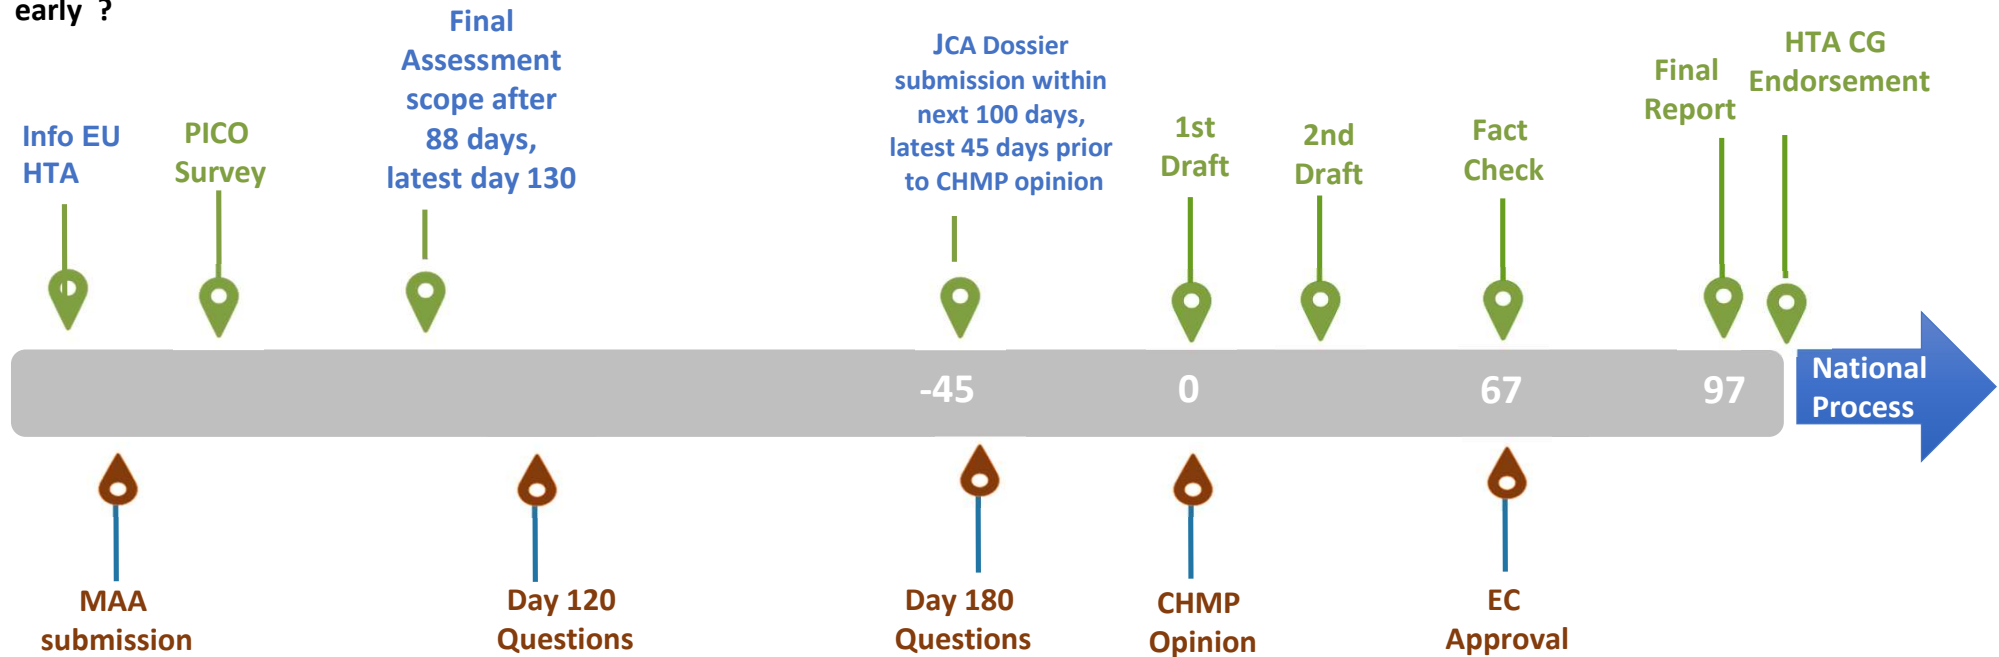 early ?
Info EU
HTA
PICO
Survey
Final
Assessment
scope after
88 days,
latest day 130
JCA Dossier
submission within
next 100 days,
latest 45 days prior
to CHMP opinion
1st
Draft
2nd
Draft
Fact
Check
Final
Report
HTA CG
Endorsement
-45
0
67
97
National
Process
MAA
submission
Day 120
Questions
Day 180
Questions
CHMP
Opinion
EC
Approval